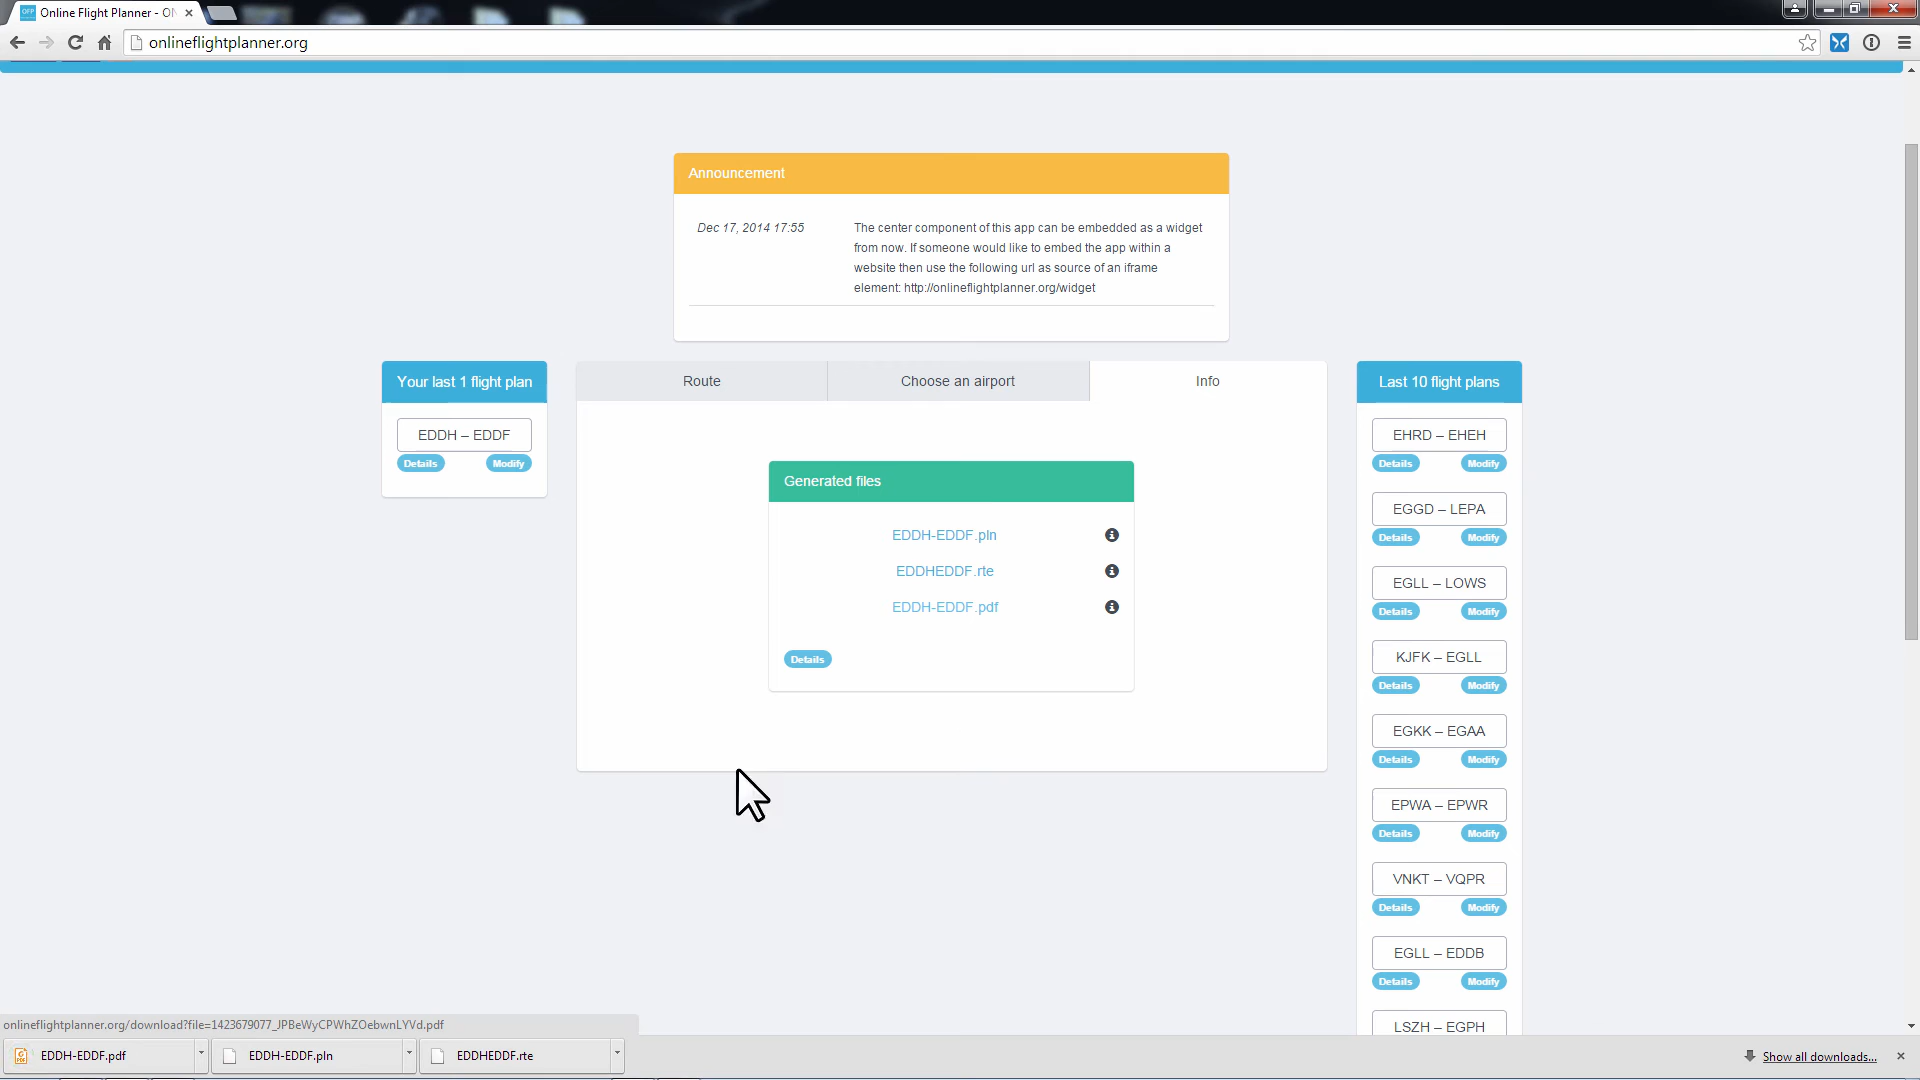 Online Flight Planner - ON
onlineflightplanner.org
Announcement
Dec 17, 2014 17:55
The center component of this app can be embedded as a widget
from now. If someone would like to embed the app within a
website then use the following url as source of an iframe
element: http://onlineflightplanner.org/widget
Your last 1 flight plan
EDDH – EDDF
Details Modify
Route Choose an airport Info
Generated files
EDDH-EDDF.pln
EDDHEDDF.rte
EDDH-EDDF.pdf
Details
Last 10 flight plans
EHRD – EHEH
Details Modify
EGGD – LEPA
Details Modify
EGLL – LOWS
Details Modify
KJFK – EGLL
Details Modify
EGKK – EGAA
Details Modify
EPWA – EPWR
Details Modify
VNKT – VQPR
Details Modify
EGLL – EDDB
Details Modify
LSZH – EGPH
onlineflightplanner.org/download?file=1423679077_JPBeWyCPWhZOebwnLYVd.pdf
EDDH-EDDF.pdf EDDH-EDDF.pln EDDHEDDF.rte Show all downloads...